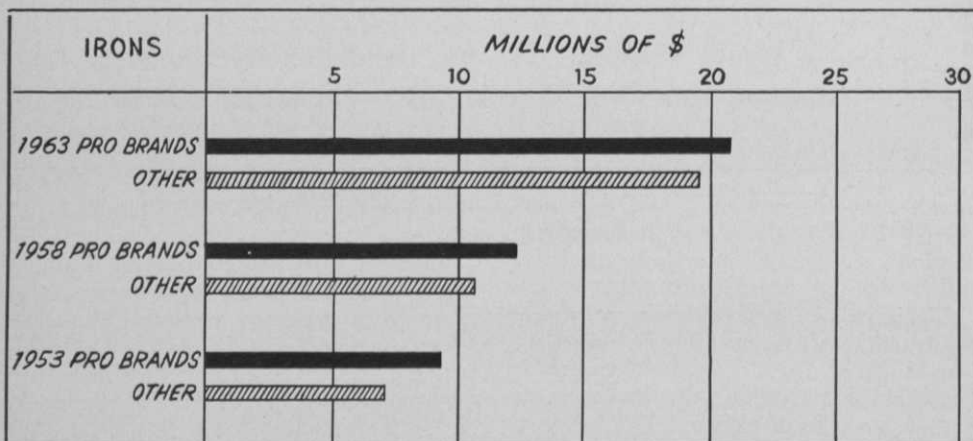 IRONS
MILLIONS OF $
5 10 15 20 25 30
1963 PRO BRANDS
OTHER
1958 PRO BRANDS
OTHER
1953 PRO BRANDS
OTHER